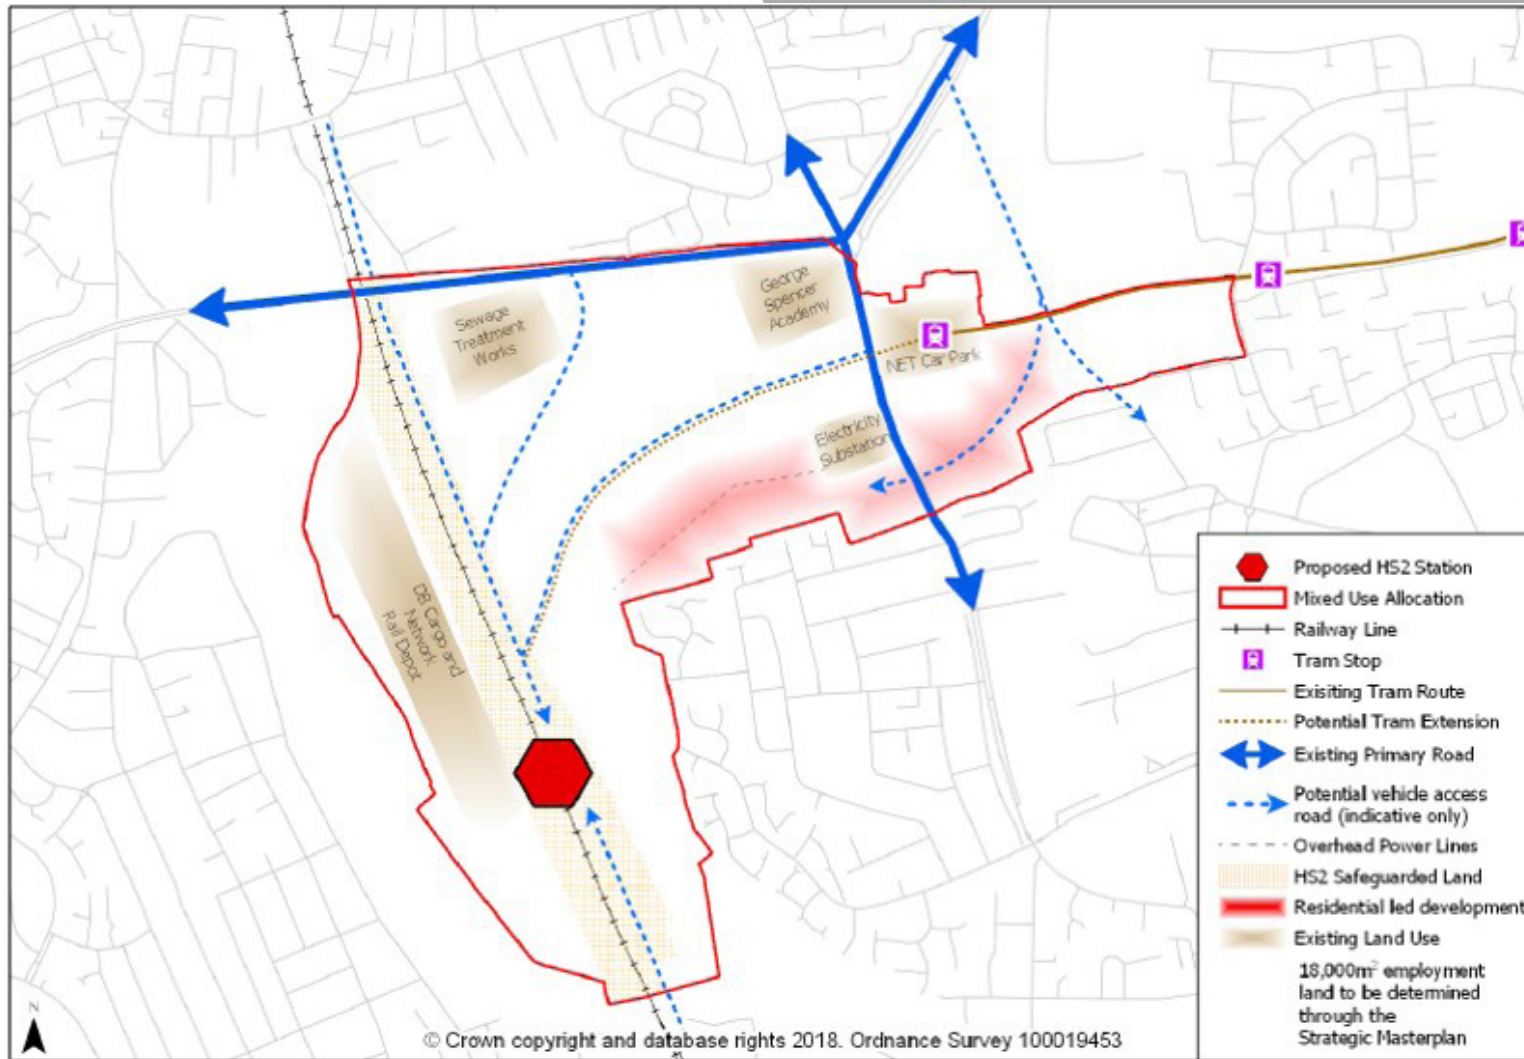 Sewage
Treatment
Works
George
Spencer
Academy
NET Car Park
Electricity
Substation
DB Cargo and
Network
Rail Depot
Proposed HS2 Station
Mixed Use Allocation
Railway Line
Tram Stop
Exisiting Tram Route
Potential Tram Extension
Existing Primary Road
Potential vehicle access
road (indicative only)
Overhead Power Lines
HS2 Safeguarded Land
Residential led development
Existing Land Use
18,000m² employment
land to be determined
through the
Strategic Masterplan
Z
© Crown copyright and database rights 2018. Ordnance Survey 100019453